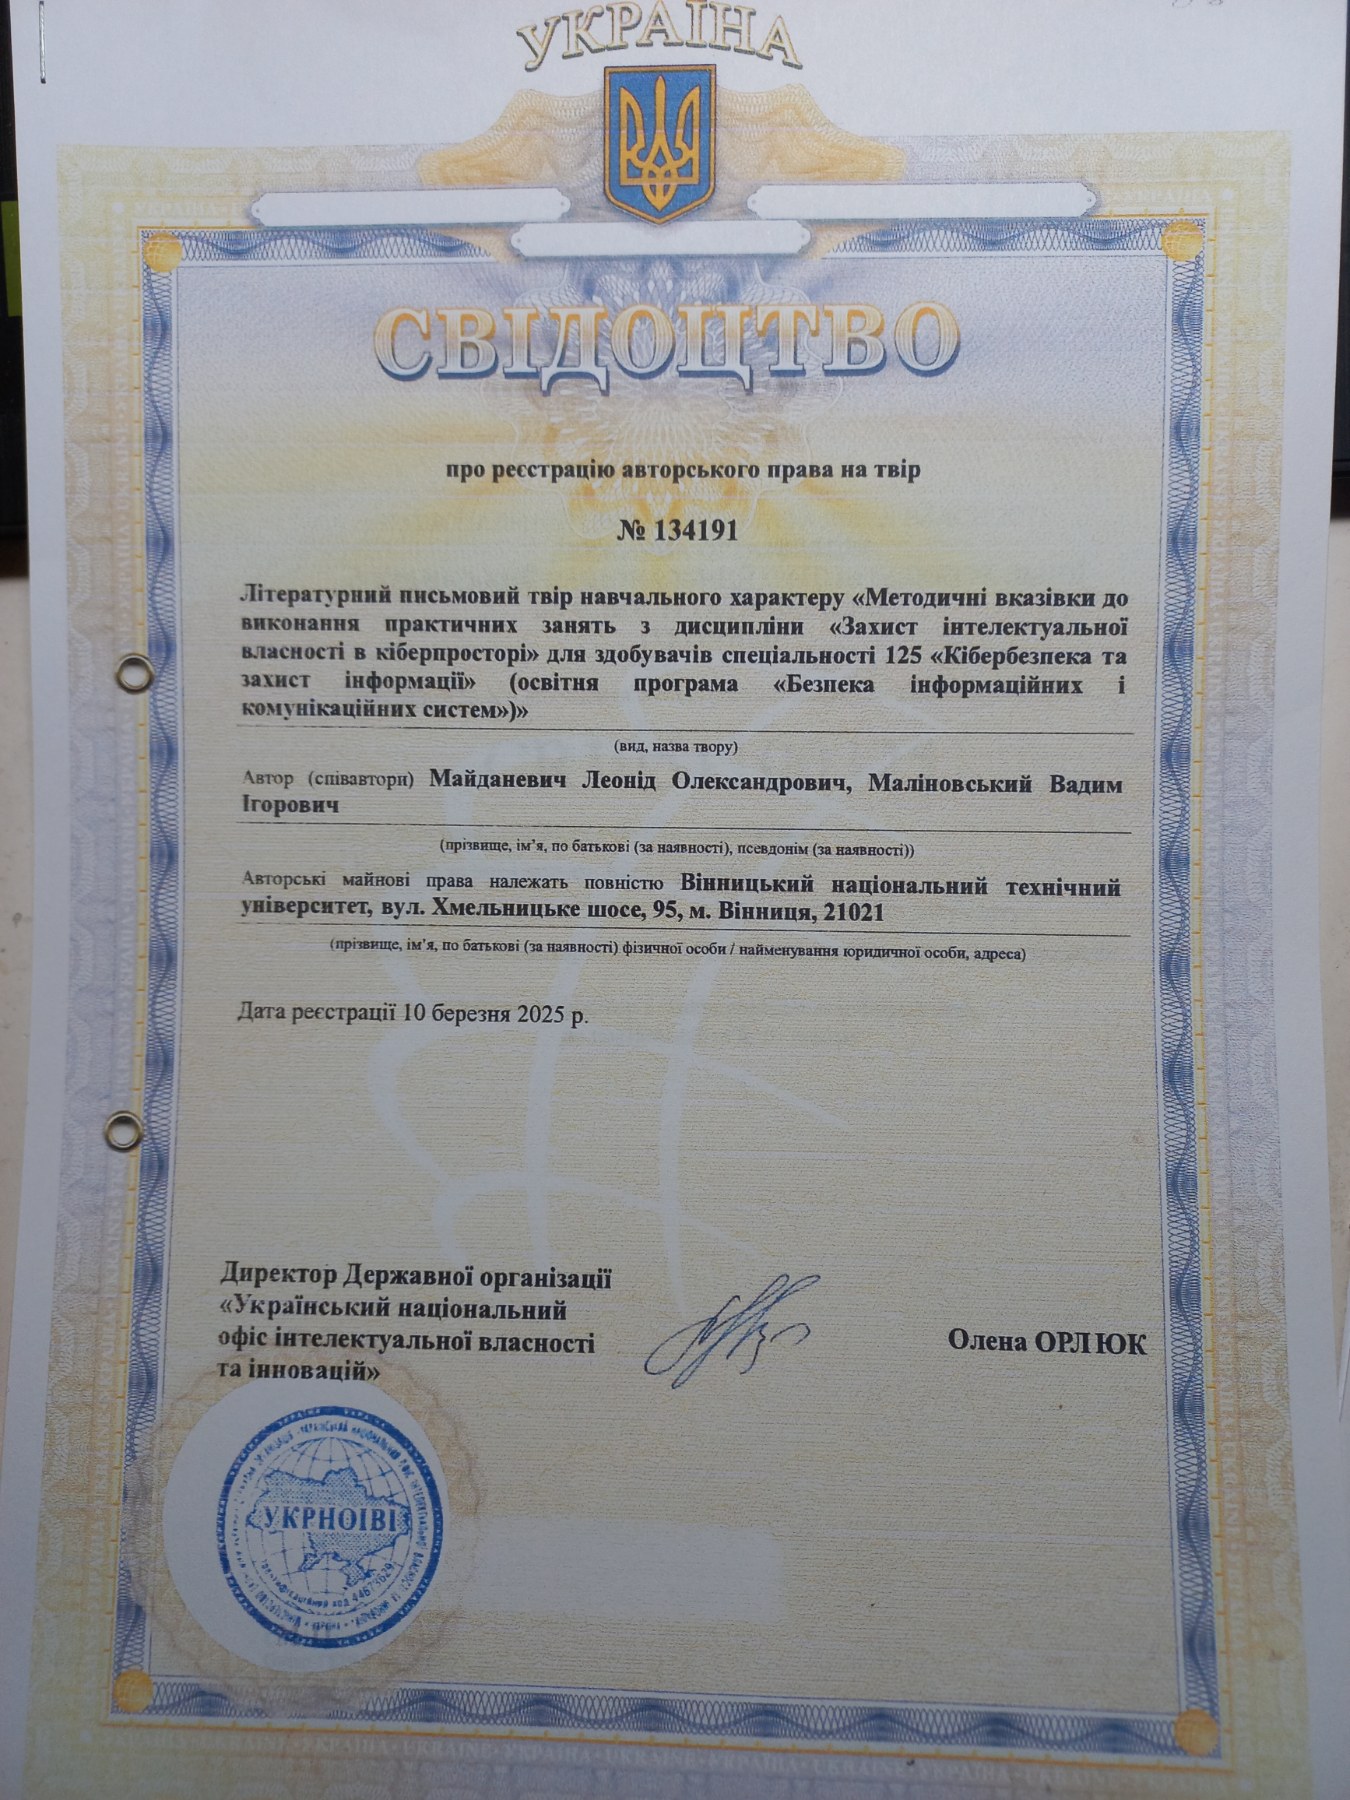 УКРАЇНА
СВІДОЦТВО
про реєстрацію авторського права на твір
№ 134191
Літературний письмовий твір навчального характеру «Методичні вказівки до
виконання практичних занять з дисципліни «Захист інтелектуальної
власності в кіберпросторі» для здобувачів спеціальності 125 «Кібербезпека та
захист інформації» (освітня програма «Безпека інформаційних і
комунікаційних систем»)»
(вид, назва твору)
Автор (співавтори) Майданевич Леонід Олександрович, Маліновський Вадим
Ігорович
(прізвище, ім’я, по батькові (за наявності), псевдонім (за наявності))
Авторські майнові права належать повністю Вінницький національний технічний
університет, вул. Хмельницьке шосе, 95, м. Вінниця, 21021
(прізвище, ім’я, по батькові (за наявності) фізичної особи / найменування юридичної особи, адреса)
Дата реєстрації 10 березня 2025 р.
Директор Державної організації
«Український національний
офіс інтелектуальної власності
та інновацій»
Олена ОРЛЮК
УКРНОІВІ